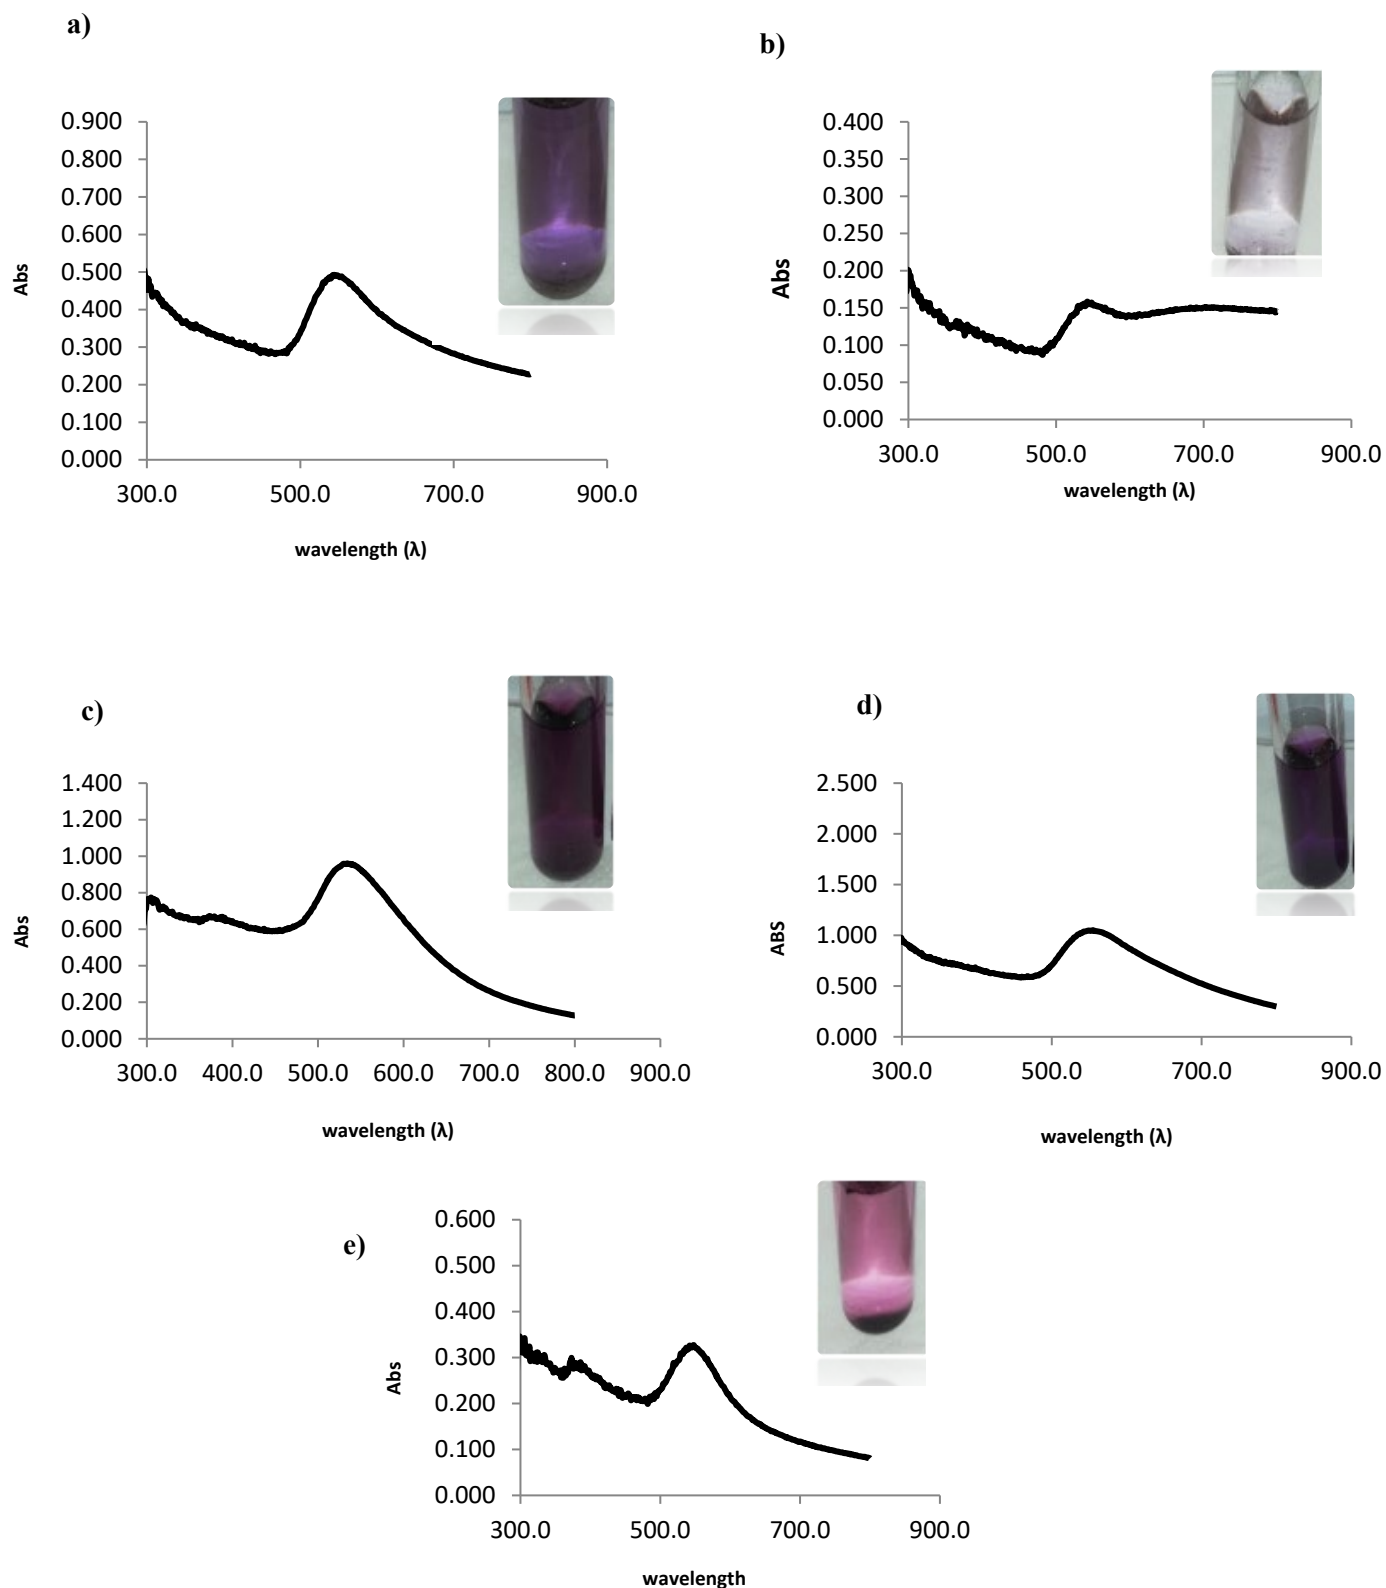 a)
0.900
0.800
0.700
0.600
0.500
0.400
0.300
0.200
0.100
0.000
Abs
300.0 500.0 700.0 900.0
wavelength (λ)
b)
0.400
0.350
0.300
0.250
0.200
0.150
0.100
0.050
0.000
Abs
300.0 500.0 700.0 900.0
wavelength (λ)
c)
1.400
1.200
1.000
0.800
0.600
0.400
0.200
0.000
Abs
300.0 400.0 500.0 600.0 700.0 800.0 900.0
wavelength (λ)
d)
2.500
2.000
1.500
1.000
0.500
0.000
ABS
300.0 500.0 700.0 900.0
wavelength (λ)
e)
0.600
0.500
0.400
0.300
0.200
0.100
0.000
Abs
300.0 500.0 700.0 900.0
wavelength